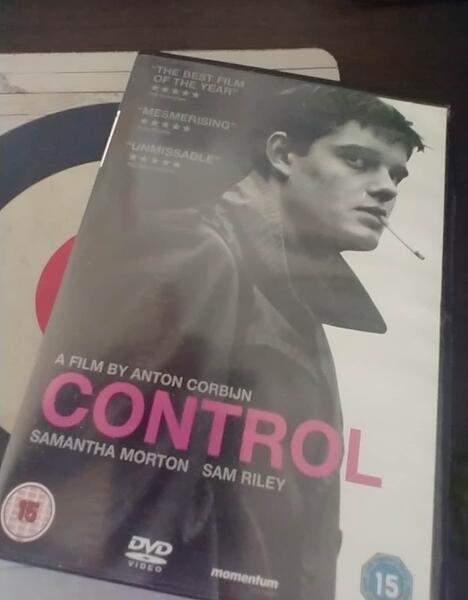 "THE BEST FILM
OF THE YEAR"
"MESMERISING"
"UNMISSABLE"
A FILM BY ANTON CORBIJN
CONTROL
SAMANTHA MORTON SAM RILEY
15
DVD
VIDEO
momentum
15